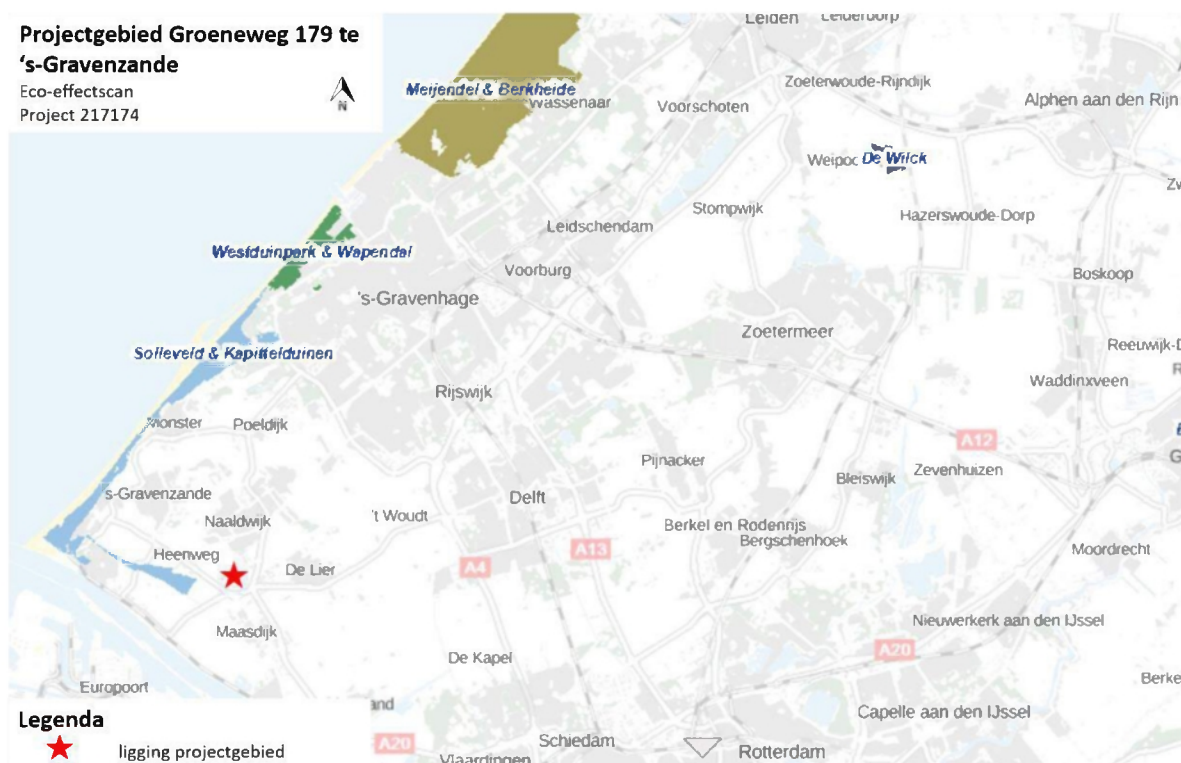 Projectgebied Groeneweg 179 te
‘s-Gravenzande
Eco-effectscan
Project 217174
N
Leiden
Leiderdorp
Meijendel & Berkheide
Wassenaar
Voorschoten
Zoeterwoude-Rijndijk
Alphen aan den Rijn
Weipoc
De Wilck
Stompwijk
Hazerswoude-Dorp
Leidschendam
Westduinpark & Wapendal
Voorburg
Boskoop
's-Gravenhage
Zoetermeer
Solleveld & Kapittelduinen
Reeuwijk-D
Rijswijk
Waddinxveen
Monster
Poeldijk
A12
Pijnacker
Bleiswijk
Zevenhuizen
G
s-Gravenzande
Delft
Naaldwijk
't Woudt
Berkel en Rodenrijs
Bergschenhoek
Heenweg
A13
Moordrecht
De Lier
A4
Maasdijk
Nieuwerkerk aan den IJssel
De Kapel
A20
Europoort
Berke
and
Capelle aan den IJssel
Legenda
A20
Schiedam
Rotterdam
ligging projectgebied
Vlaardingen